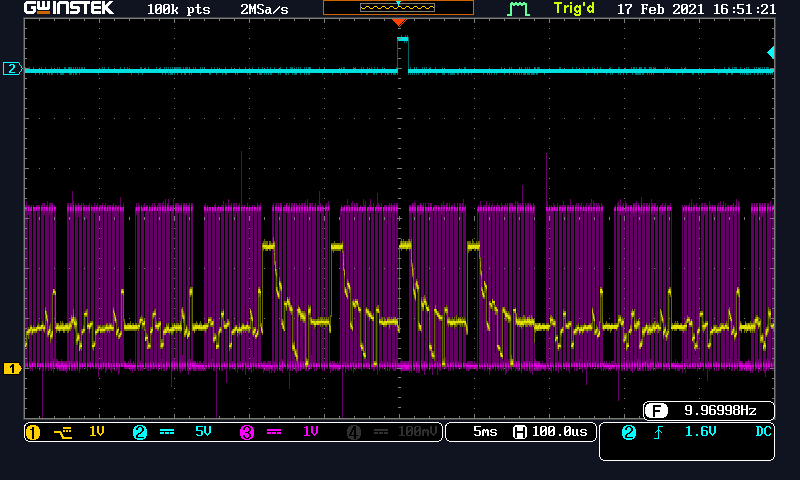 GWINSTEK 100k pts 2MSa/s Trig'd 17 Feb 2021 16:51:21
2
1
F 9.96998Hz
1 1V 2 5V 3 1V 4 100mV 5ms H 100.0us 2 1.6V DC